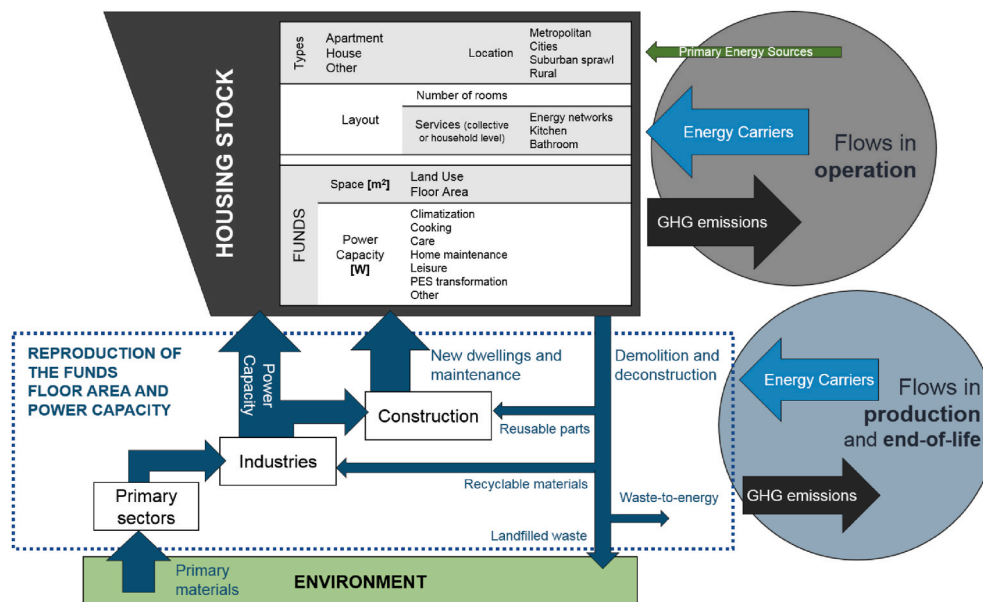 HOUSING STOCK
Types
Apartment
House
Other
Location
Metropolitan
Cities
Suburban sprawl
Rural
Layout
Number of rooms
Services (collective
or household level)
Energy networks
Kitchen
Bathroom
FUNDS
Space [m²]
Land Use
Floor Area
Power
Capacity
[W]
Climatization
Cooking
Care
Home maintenance
Leisure
PES transformation
Other
Primary Energy Sources
Energy Carriers
GHG emissions
Flows in
operation
REPRODUCTION OF
THE FUNDS
FLOOR AREA AND
POWER CAPACITY
Power
Capacity
New dwellings and
maintenance
Demolition and
deconstruction
Construction
Reusable parts
Industries
Recyclable materials
Primary
sectors
Waste-to-energy
Landfilled waste
Primary
materials
ENVIRONMENT
Energy Carriers
GHG emissions
Flows in
production
and end-of-life